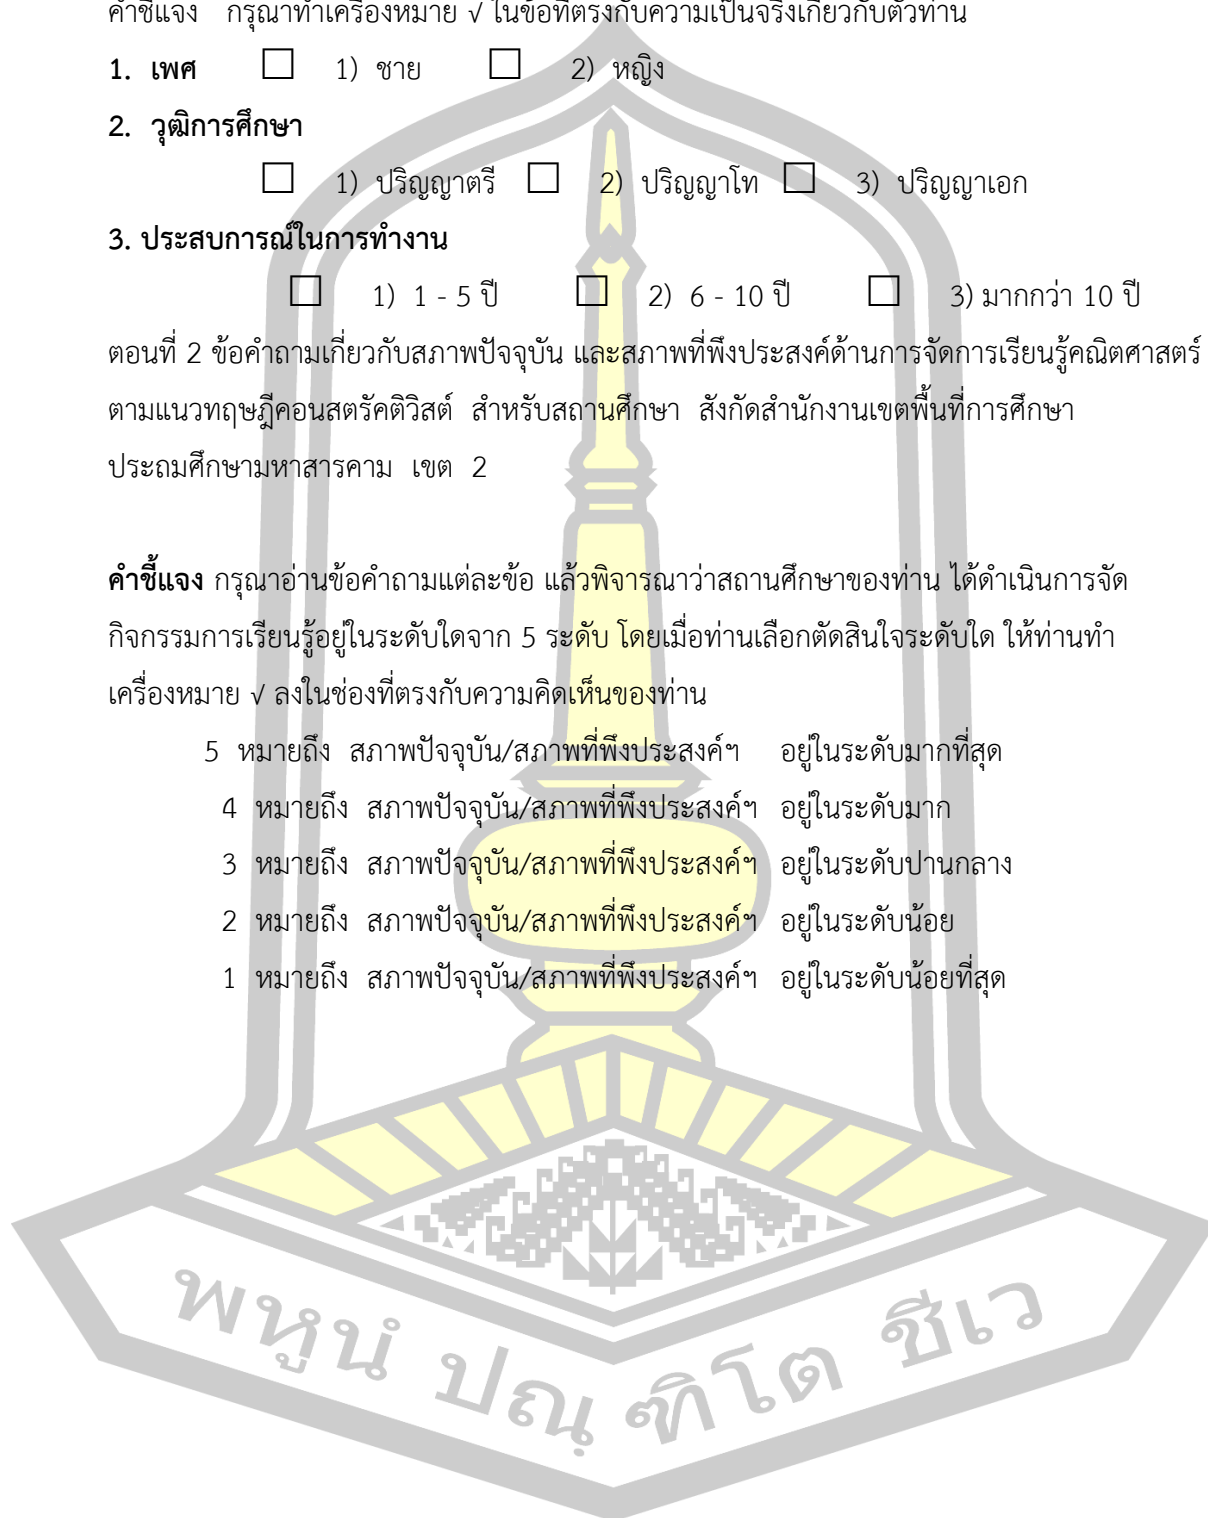 คำชี้แจง กรุณาทำเครื่องหมาย √ ในข้อที่ตรงกับความเป็นจริงเกี่ยวกับตัวท่าน
1. เพศ ☐ 1) ชาย ☐ 2) หญิง
2. วุฒิการศึกษา
☐ 1) ปริญญาตรี ☐ 2) ปริญญาโท ☐ 3) ปริญญาเอก
3. ประสบการณ์ในการทำงาน
☐ 1) 1 - 5 ปี ☐ 2) 6 - 10 ปี ☐ 3) มากกว่า 10 ปี
ตอนที่ 2 ข้อคำถามเกี่ยวกับสภาพปัจจุบัน และสภาพที่พึงประสงค์ด้านการจัดการเรียนรู้คณิตศาสตร์
ตามแนวทฤษฎีคอนสตรัคติวิสต์ สำหรับสถานศึกษา สังกัดสำนักงานเขตพื้นที่การศึกษา
ประถมศึกษามหาสารคาม เขต 2
คำชี้แจง กรุณาอ่านข้อคำถามแต่ละข้อ แล้วพิจารณาว่าสถานศึกษาของท่าน ได้ดำเนินการจัด
กิจกรรมการเรียนรู้อยู่ในระดับใดจาก 5 ระดับ โดยเมื่อท่านเลือกตัดสินใจระดับใด ให้ท่านทำ
เครื่องหมาย √ ลงในช่องที่ตรงกับความคิดเห็นของท่าน
5 หมายถึง สภาพปัจจุบัน/สภาพที่พึงประสงค์ฯ อยู่ในระดับมากที่สุด
4 หมายถึง สภาพปัจจุบัน/สภาพที่พึงประสงค์ฯ อยู่ในระดับมาก
3 หมายถึง สภาพปัจจุบัน/สภาพที่พึงประสงค์ฯ อยู่ในระดับปานกลาง
2 หมายถึง สภาพปัจจุบัน/สภาพที่พึงประสงค์ฯ อยู่ในระดับน้อย
1 หมายถึง สภาพปัจจุบัน/สภาพที่พึงประสงค์ฯ อยู่ในระดับน้อยที่สุด
พหูนํ ปณฺฑิโต ชีเว